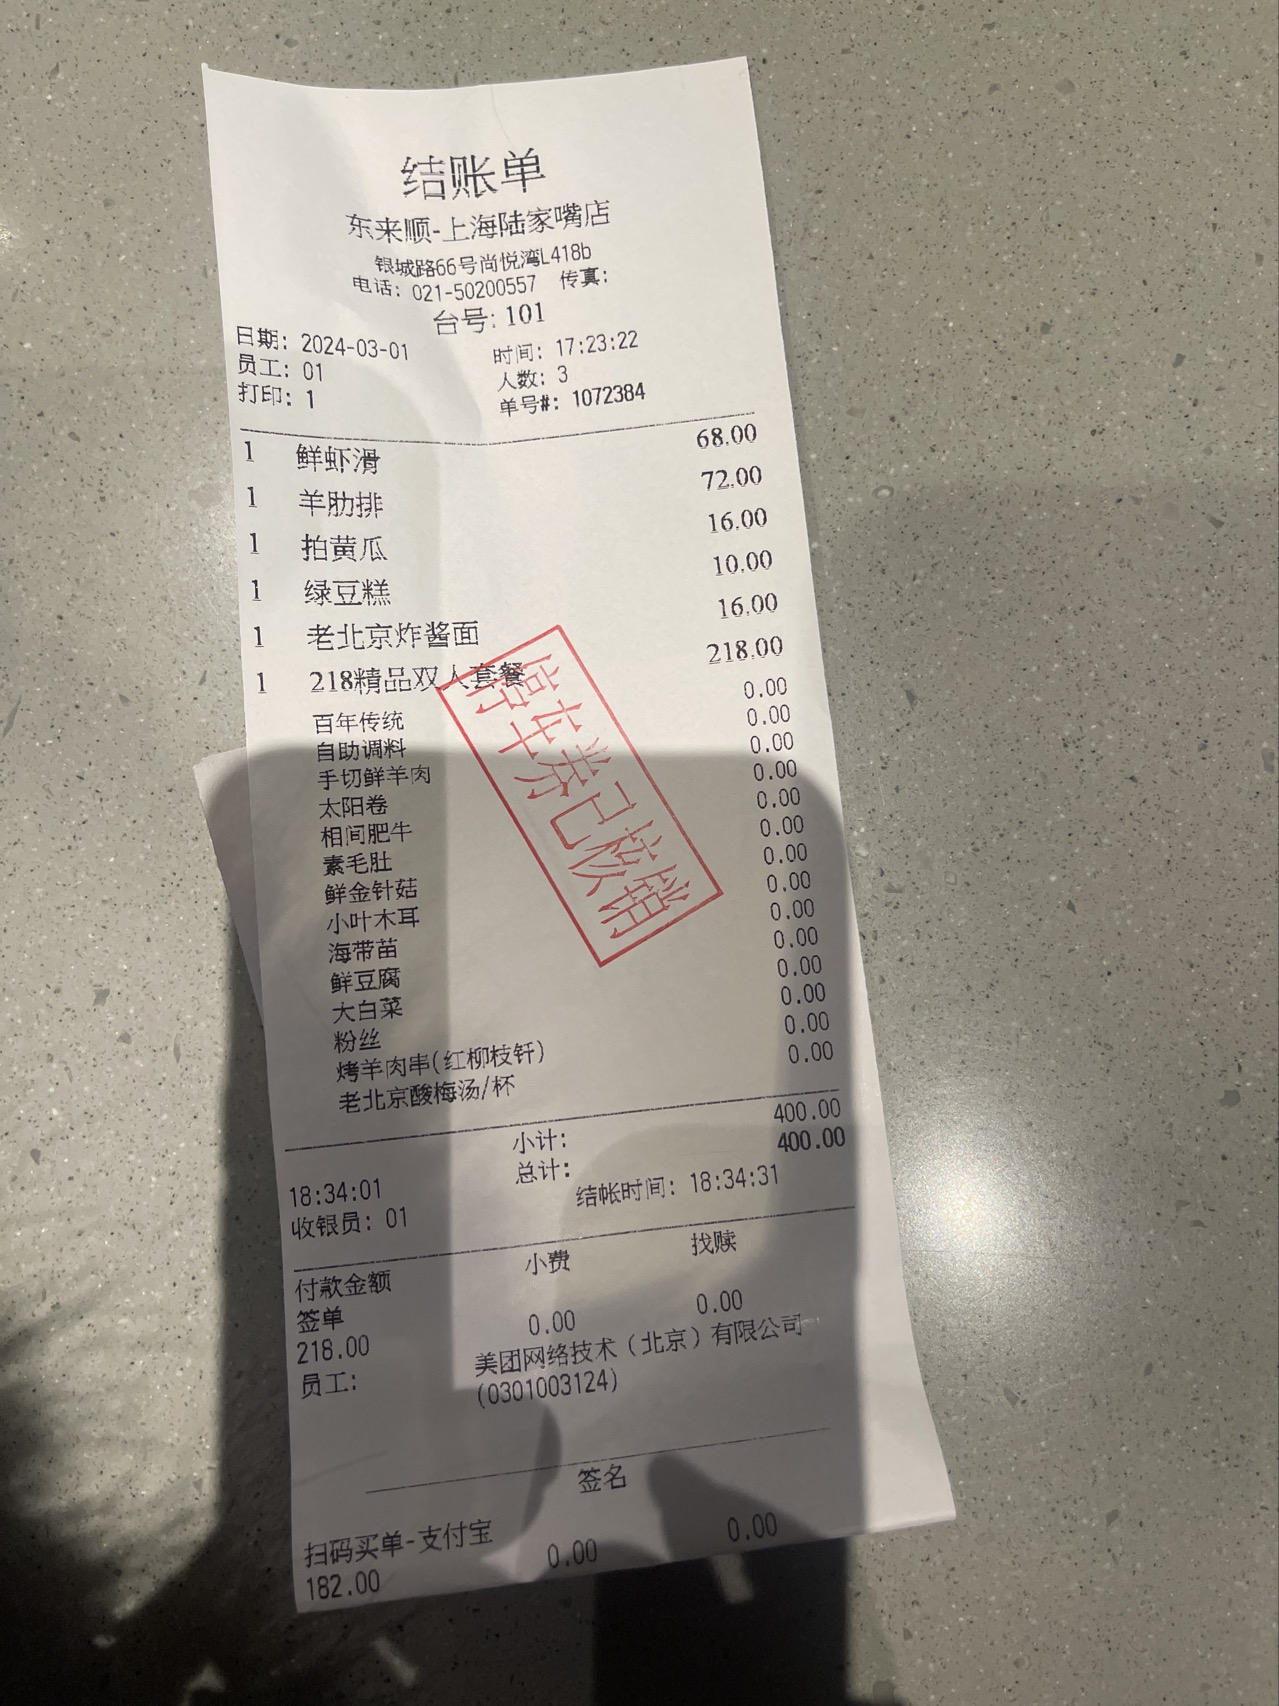 结账单
东来顺-上海陆家嘴店
银城路66号尚悦湾L418b
电话: 021-50200557 传真:
台号: 101
日期: 2024-03-01 时间: 17:23:22
员工: 01 人数: 3
打印: 1 单号#: 1072384
1 鲜虾滑 68.00
1 羊肋排 72.00
1 拍黄瓜 16.00
1 绿豆糕 10.00
1 老北京炸酱面 16.00
1 218精品双人套餐 218.00
百年传统 0.00
自助调料 0.00
手切鲜羊肉 0.00
太阳卷 0.00
相间肥牛 0.00
素毛肚 0.00
鲜金针菇 0.00
小叶木耳 0.00
海带苗 0.00
鲜豆腐 0.00
大白菜 0.00
粉丝 0.00
烤羊肉串(红柳枝钎) 0.00
老北京酸梅汤/杯 0.00
小计: 400.00
总计: 400.00
18:34:01 结帐时间: 18:34:31
收银员: 01
付款金额 小费 找赎
签单
218.00 0.00 0.00
员工: 美团网络技术（北京）有限公司
(0301003124)
签名
扫码买单-支付宝
182.00 0.00 0.00
券已核销